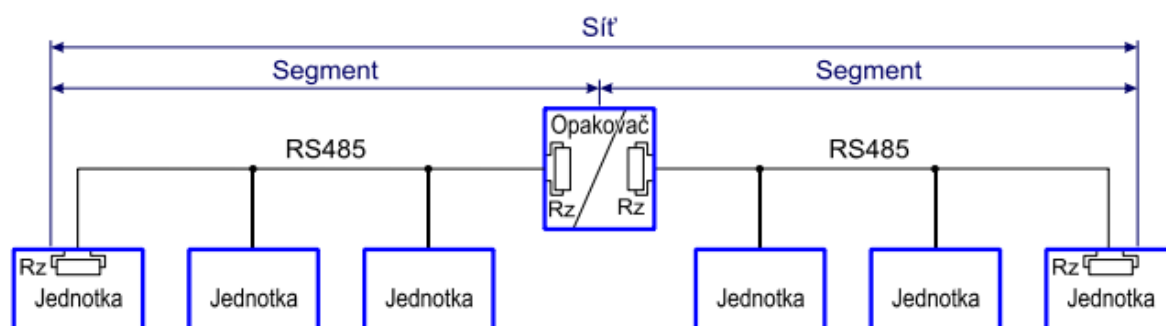 Síť
Segment
Segment
Opakovač
RS485
RS485
Rz
Rz
Rz
Rz
Jednotka
Jednotka
Jednotka
Jednotka
Jednotka
Jednotka